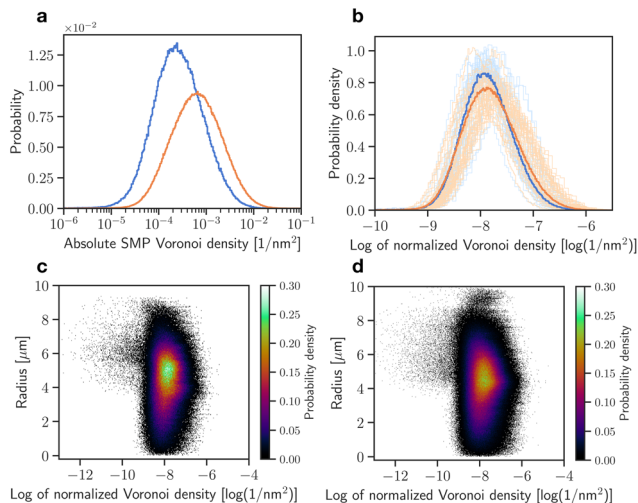 a
×10⁻²
1.25
1.00
0.75
0.50
0.25
0.00
Probability
10⁻⁶ 10⁻⁵ 10⁻⁴ 10⁻³ 10⁻² 10⁻¹
Absolute SMP Voronoi density [1/nm²]
b
1.0
0.8
0.6
0.4
0.2
0.0
Probability density
−10 −9 −8 −7 −6
Log of normalized Voronoi density [log(1/nm²)]
c
10
8
6
4
2
0
Radius [μm]
−12 −10 −8 −6 −4
Log of normalized Voronoi density [log(1/nm²)]
0.30
0.25
0.20
0.15
0.10
0.05
0.00
Probability density
d
10
8
6
4
2
0
Radius [μm]
−12 −10 −8 −6 −4
Log of normalized Voronoi density [log(1/nm²)]
0.30
0.25
0.20
0.15
0.10
0.05
0.00
Probability density